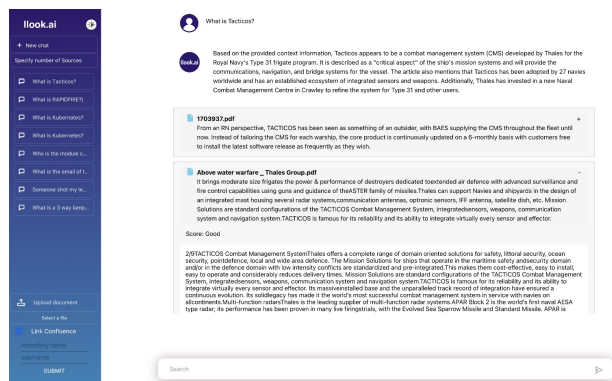 llook.ai
+ New chat
Specify number of Sources
What is Tacticos?
What is RAPIDFIRE?|
What is Kubernates?
What is Kubernetes?
Who is the module c...
What is the email of t...
Someone shot my le...
What is a 3 way lamp...
Upload document
Select a file
Link Confluence
repository name
username
SUBMIT
What is Tacticos?
llook.ai
Based on the provided context information, Tacticos appears to be a combat management system (CMS) developed by Thales for the
Royal Navy's Type 31 frigate program. It is described as a "critical aspect" of the ship's mission systems and will provide the
communications, navigation, and bridge systems for the vessel. The article also mentions that Tacticos has been adopted by 27 navies
worldwide and has an established ecosystem of integrated sensors and weapons. Additionally, Thales has invested in a new Naval
Combat Management Centre in Crawley to refine the system for Type 31 and other users.
1703937.pdf +
From an RN perspective, TACTICOS has been seen as something of an outsider, with BAES supplying the CMS throughout the fleet until
now. Instead of tailoring the CMS for each warship, the core product is continuously updated on a 6-monthly basis with customers free
to install the latest software release as frequently as they wish.
Above water warfare _ Thales Group.pdf -
It brings moderate size frigates the power & performance of destroyers dedicated toextended air defence with advanced surveillance and
fire control capabilities using guns and guidance of theASTER family of missiles.Thales can support Navies and shipyards in the design of
an integrated mast housing several radar systems,communication antennas, optronic sensors, IFF antenna, satellite dish, etc. Mission
Solutions are standard configurations of the TACTICOS Combat Management System, integratedsensors, weapons, communication
system and navigation system.TACTICOS is famous for its reliability and its ability to integrate virtually every sensor and effector.
Score: Good
2/9TACTICOS Combat Management SystemThales offers a complete range of domain oriented solutions for safety, littoral security, ocean
security, pointdefence, local and wide area defence. The Mission Solutions for ships that operate in the maritime safety andsecurity domain
and/or in the defence domain with low intensity conflicts are standardized and pre-integrated.This makes them cost-effective, easy to install,
easy to operate and considerably reduces delivery times. Mission Solutions are standard configurations of the TACTICOS Combat Management
System, integratedsensors, weapons, communication system and navigation system.TACTICOS is famous for its reliability and its ability to
integrate virtually every sensor and effector. Its massiveinstalled base and the unparalleled track record of integration have ensured a
continuous evolution. Its solidlegacy has made it the world's most successful combat management system in service with navies on
allcontinents.Multi-function radarsThales is the leading supplier of multi-function radar systems.APAR Block 2 is the world's first naval AESA
type radar; its performance has been proven in many live firingstrials, with the Evolved Sea Sparrow Missile and Standard Missile. APAR is
Search